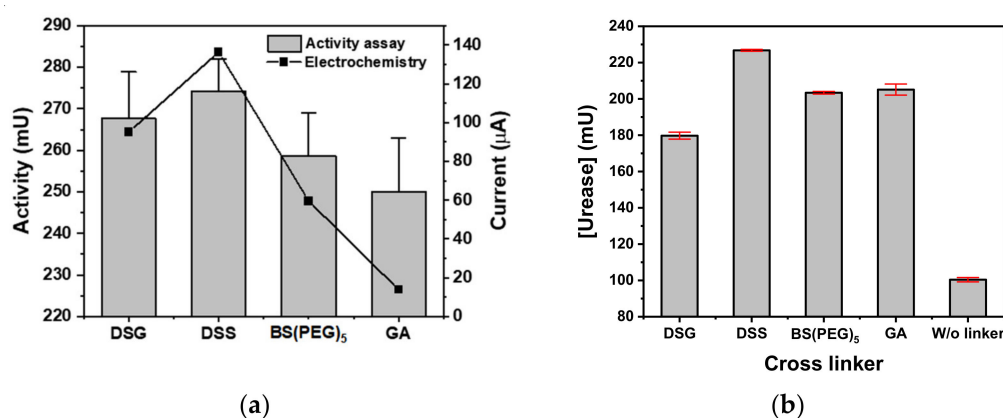 290
280
270
260
250
240
230
220
Activity (mU)
Activity assay
Electrochemistry
140
120
100
80
60
40
20
0
Current (μA)
DSG DSS BS(PEG)5 GA
(a)
220
200
180
160
140
120
100
80
[Urease] (mU)
DSG DSS BS(PEG)5 GA W/o linker
Cross linker
(b)